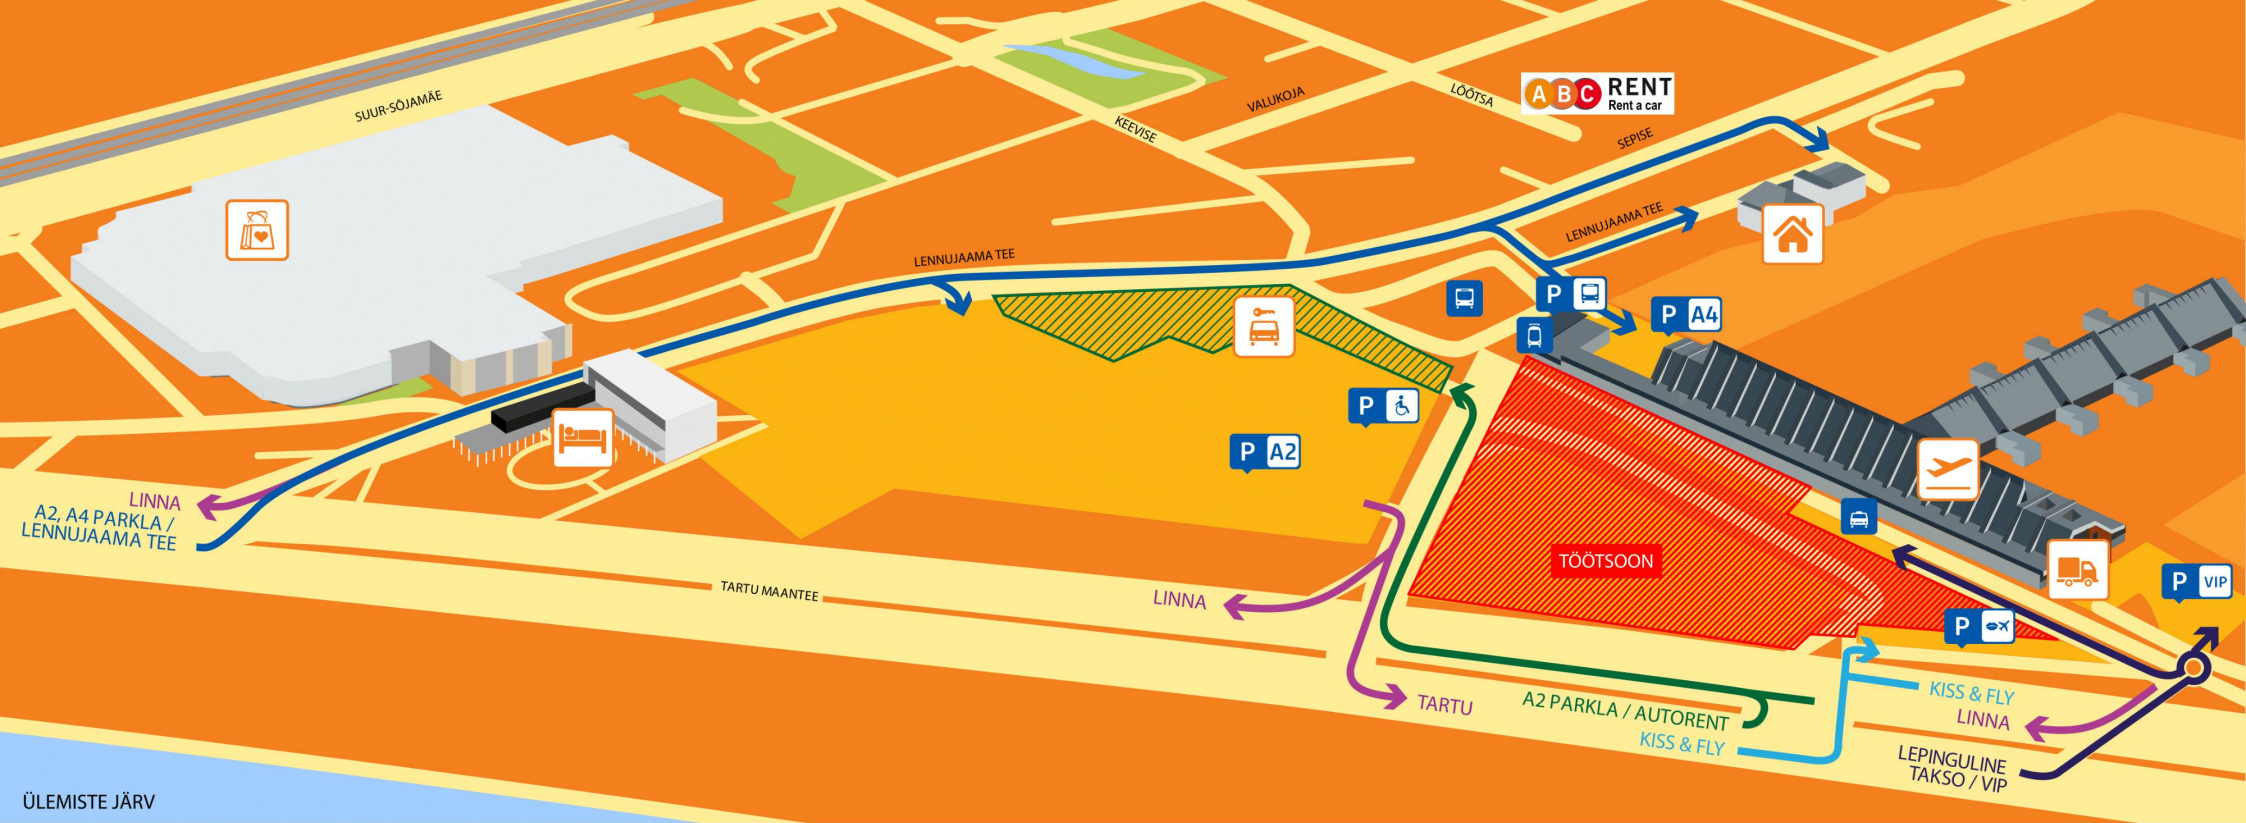 SUUR-SÕJAMÄE
KEEVISE
VALUKOJA
LÕÕTSA
A B C RENT
Rent a car
SEPISE
LENNUJAAMA TEE
LENNUJAAMA TEE
P
P A4
P
P A2
LINNA
A2, A4 PARKLA /
LENNUJAAMA TEE
TARTU MAANTEE
LINNA
TÖÖTSOON
P VIP
P
TARTU
A2 PARKLA / AUTORENT
KISS & FLY
KISS & FLY
LINNA
LEPINGULINE
TAKSO / VIP
ÜLEMISTE JÄRV